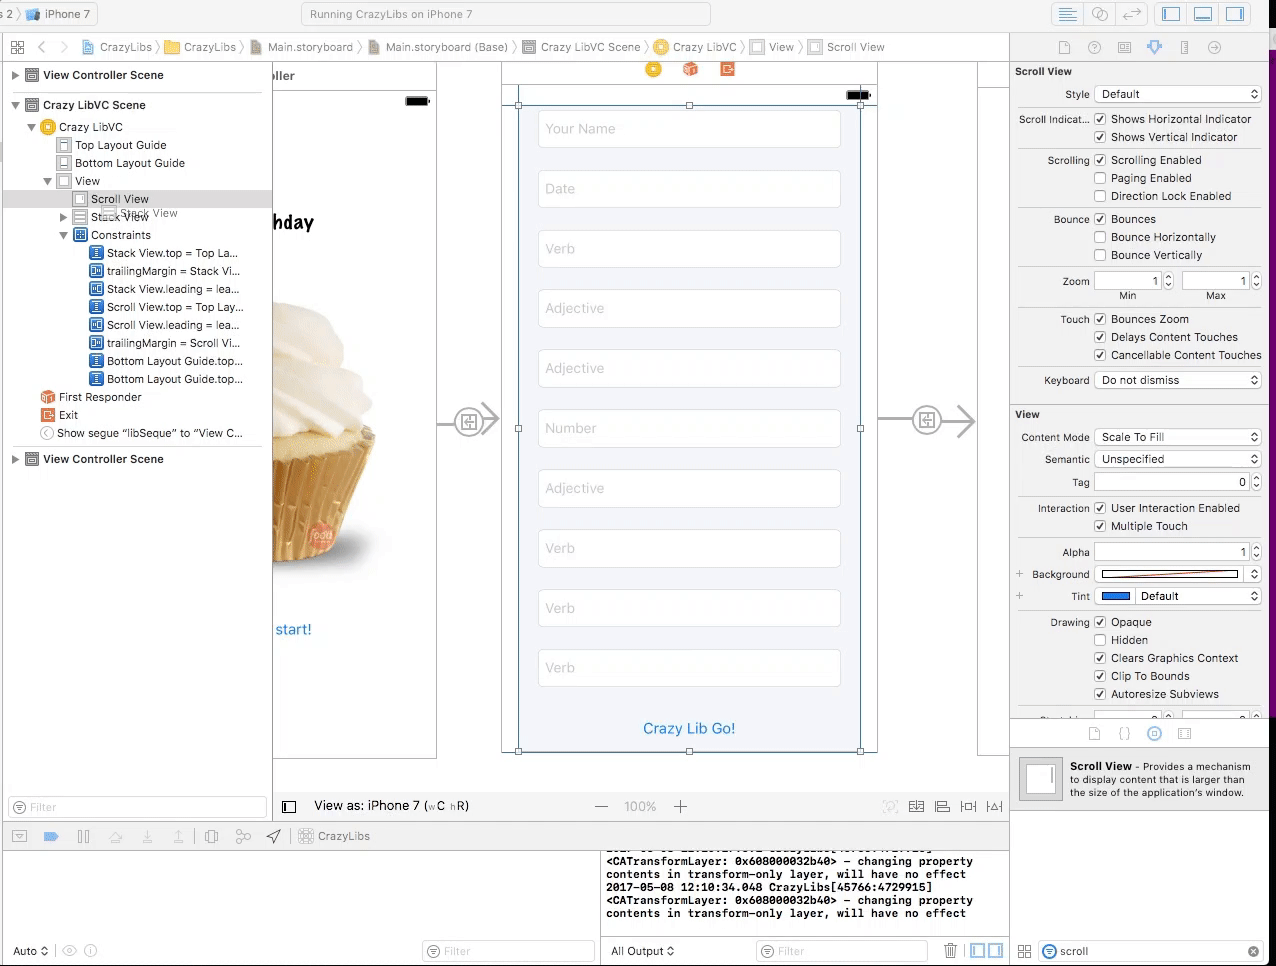 s 2 〉 iPhone 7
Running CrazyLibs on iPhone 7
CrazyLibs
CrazyLibs
Main.storyboard
Main.storyboard (Base)
Crazy LibVC Scene
Crazy LibVC
View
Scroll View
View Controller Scene
Crazy LibVC Scene
Crazy LibVC
Top Layout Guide
Bottom Layout Guide
View
Scroll View
Stack View
Stack View
Constraints
Stack View.top = Top La...
trailingMargin = Stack Vi...
Stack View.leading = lea...
Scroll View.top = Top Lay...
Scroll View.leading = lea...
trailingMargin = Scroll Vi...
Bottom Layout Guide.top...
Bottom Layout Guide.top...
First Responder
Exit
Show segue “libSeque” to “View C...
View Controller Scene
Filter
oller
hday
food
start!
Your Name
Date
Verb
Adjective
Adjective
Number
Adjective
Verb
Verb
Verb
Crazy Lib Go!
View as: iPhone 7 (wC hR)
100%
Scroll View
Style Default
Scroll Indicat... Shows Horizontal Indicator
Shows Vertical Indicator
Scrolling Scrolling Enabled
Paging Enabled
Direction Lock Enabled
Bounce Bounces
Bounce Horizontally
Bounce Vertically
Zoom 1 1
Min Max
Touch Bounces Zoom
Delays Content Touches
Cancellable Content Touches
Keyboard Do not dismiss
View
Content Mode Scale To Fill
Semantic Unspecified
Tag 0
Interaction User Interaction Enabled
Multiple Touch
Alpha 1
Background
Tint Default
Drawing Opaque
Hidden
Clears Graphics Context
Clip To Bounds
Autoresize Subviews
Scroll View - Provides a mechanism
to display content that is larger than
the size of the application's window.
CrazyLibs
<CATransformLayer: 0x608000032b40> - changing property
contents in transform-only layer, will have no effect
2017-05-08 12:10:34.048 CrazyLibs[45766:4729915]
<CATransformLayer: 0x608000032b40> - changing property
contents in transform-only layer, will have no effect
Auto
Filter
All Output
Filter
scroll